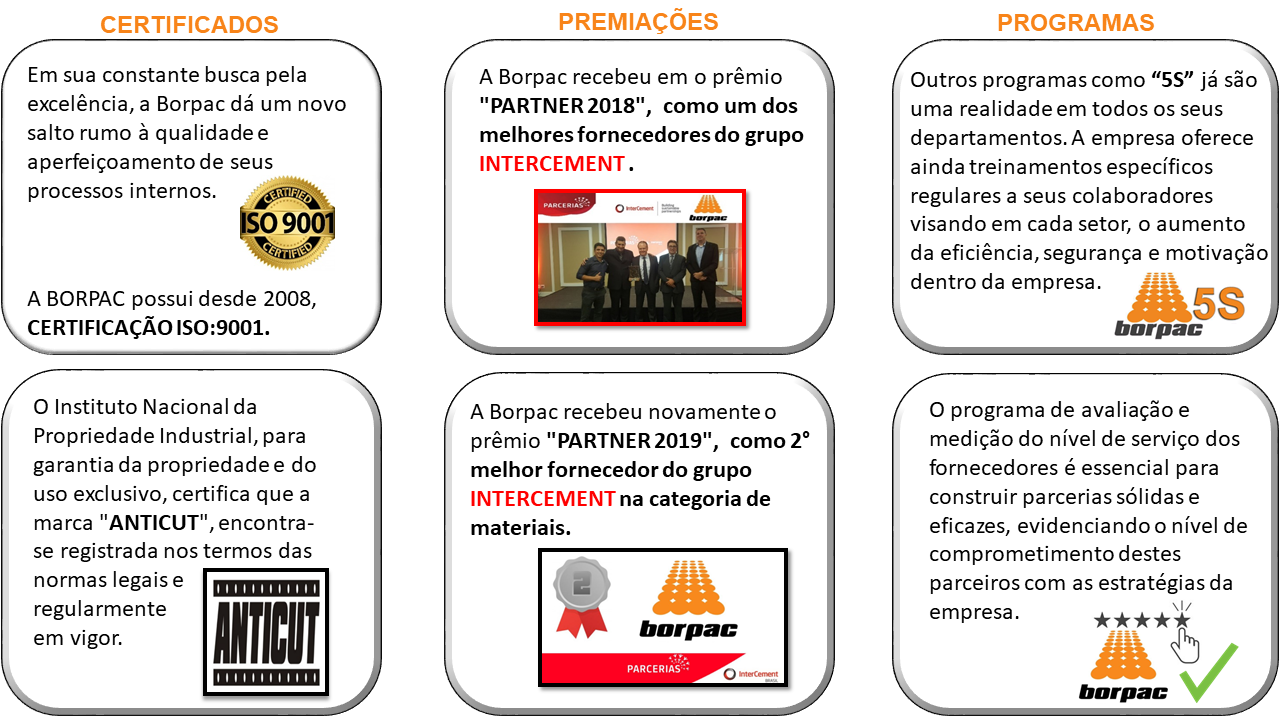 CERTIFICADOS
Em sua constante busca pela
excelência, a Borpac dá um novo
salto rumo à qualidade e
aperfeiçoamento de seus
processos internos.
CERTIFIED
ISO 9001
CERTIFIED
A BORPAC possui desde 2008,
CERTIFICAÇÃO ISO:9001.
O Instituto Nacional da
Propriedade Industrial, para
garantia da propriedade e do
uso exclusivo, certifica que a
marca "ANTICUT", encontra-
se registrada nos termos das
normas legais e
regularmente
em vigor.
ANTICUT
PREMIAÇÕES
A Borpac recebeu em o prêmio
"PARTNER 2018", como um dos
melhores fornecedores do grupo
INTERCEMENT .
PARCERIAS
InterCement
Building
sustainable
partnerships
borpac
A Borpac recebeu novamente o
prêmio "PARTNER 2019", como 2°
melhor fornecedor do grupo
INTERCEMENT na categoria de
materiais.
2
borpac
PARCERIAS
InterCement
BRASIL
PROGRAMAS
Outros programas como “5S” já são
uma realidade em todos os seus
departamentos. A empresa oferece
ainda treinamentos específicos
regulares a seus colaboradores
visando em cada setor, o aumento
da eficiência, segurança e motivação
dentro da empresa.
5S
borpac
O programa de avaliação e
medição do nível de serviço dos
fornecedores é essencial para
construir parcerias sólidas e
eficazes, evidenciando o nível de
comprometimento destes
parceiros com as estratégias da
empresa.
borpac